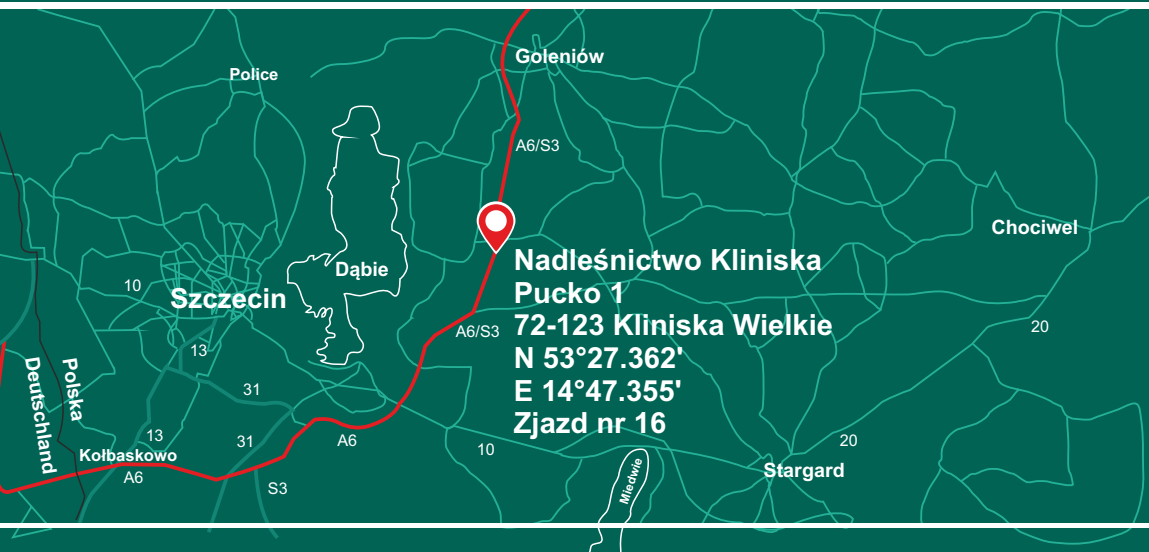 Goleniów
Police
A6/S3
Chociwel
Nadleśnictwo Kliniska
Pucko 1
72-123 Kliniska Wielkie
N 53°27.362'
E 14°47.355'
Zjazd nr 16
Dąbie
10
Szczecin
20
A6/S3
13
Polska
Deutschland
31
13
31
A6
20
10
Kołbaskowo
A6
Stargard
S3
Miedwie